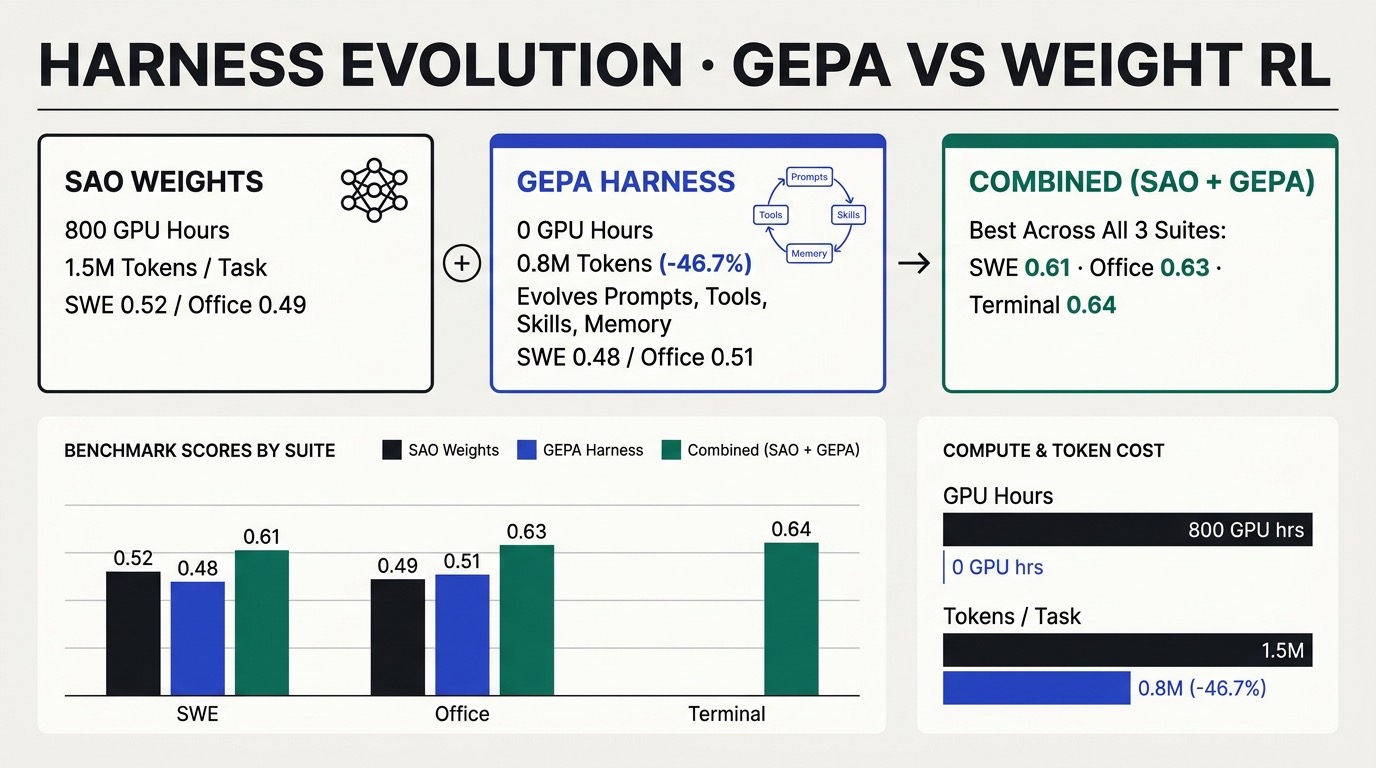 HARNESS EVOLUTION · GEPA VS WEIGHT RL
SAO WEIGHTS
800 GPU Hours
1.5M Tokens / Task
SWE 0.52 / Office 0.49
+
GEPA HARNESS
0 GPU Hours
0.8M Tokens (-46.7%)
Evolves Prompts, Tools,
Skills, Memory
SWE 0.48 / Office 0.51
Prompts
Tools
Skills
Memory
→
COMBINED (SAO + GEPA)
Best Across All 3 Suites:
SWE 0.61 · Office 0.63 ·
Terminal 0.64
BENCHMARK SCORES BY SUITE
SAO Weights
GEPA Harness
Combined (SAO + GEPA)
0.52
0.48
0.61
0.49
0.51
0.63
0.64
SWE
Office
Terminal
COMPUTE & TOKEN COST
GPU Hours
800 GPU hrs
0 GPU hrs
Tokens / Task
1.5M
0.8M (-46.7%)